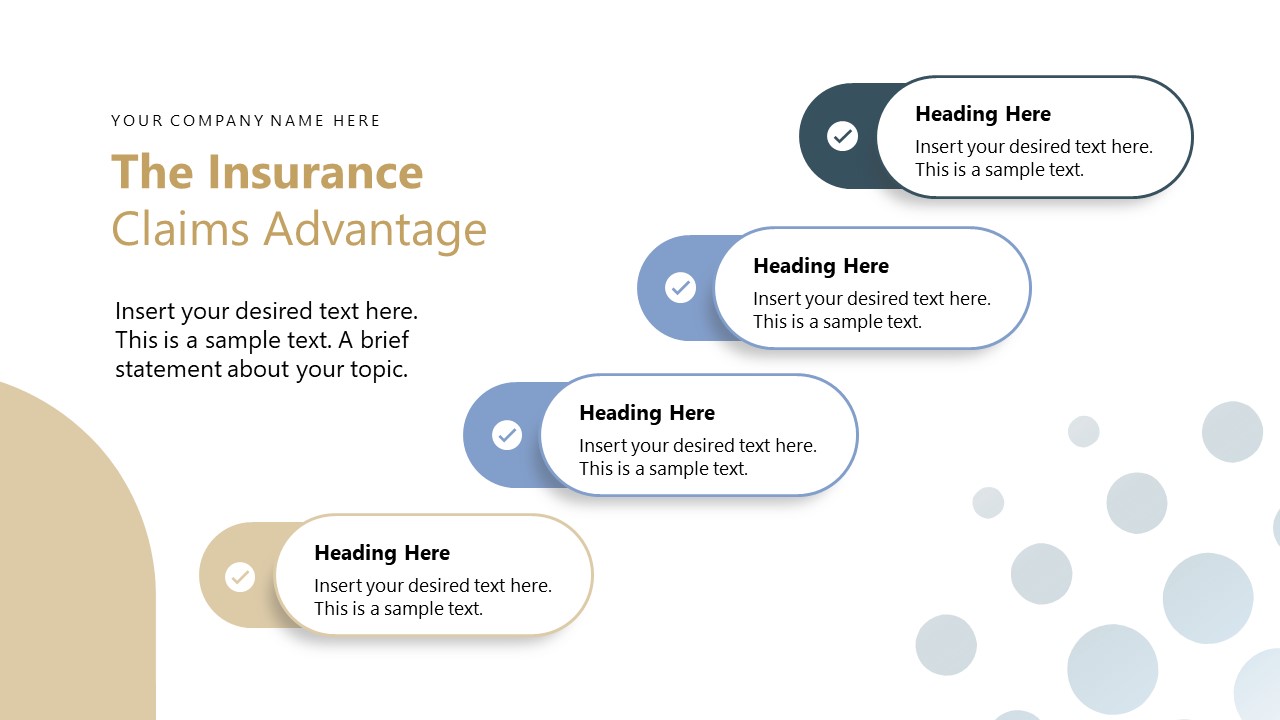 YOUR COMPANY NAME HERE
The Insurance
Claims Advantage
Insert your desired text here.
This is a sample text. A brief
statement about your topic.
Heading Here
Insert your desired text here.
This is a sample text.
Heading Here
Insert your desired text here.
This is a sample text.
Heading Here
Insert your desired text here.
This is a sample text.
Heading Here
Insert your desired text here.
This is a sample text.